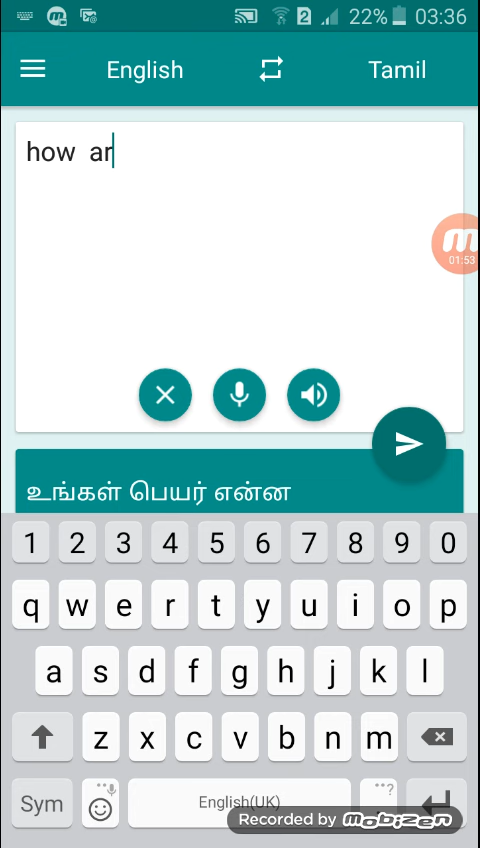 22% 03:36
English Tamil
how ar
01:53
உங்கள் பெயர் என்ன
1 2 3 4 5 6 7 8 9 0
q w e r t y u i o p
a s d f g h j k l
z x c v b n m
Sym English(UK)
Recorded by mobizen